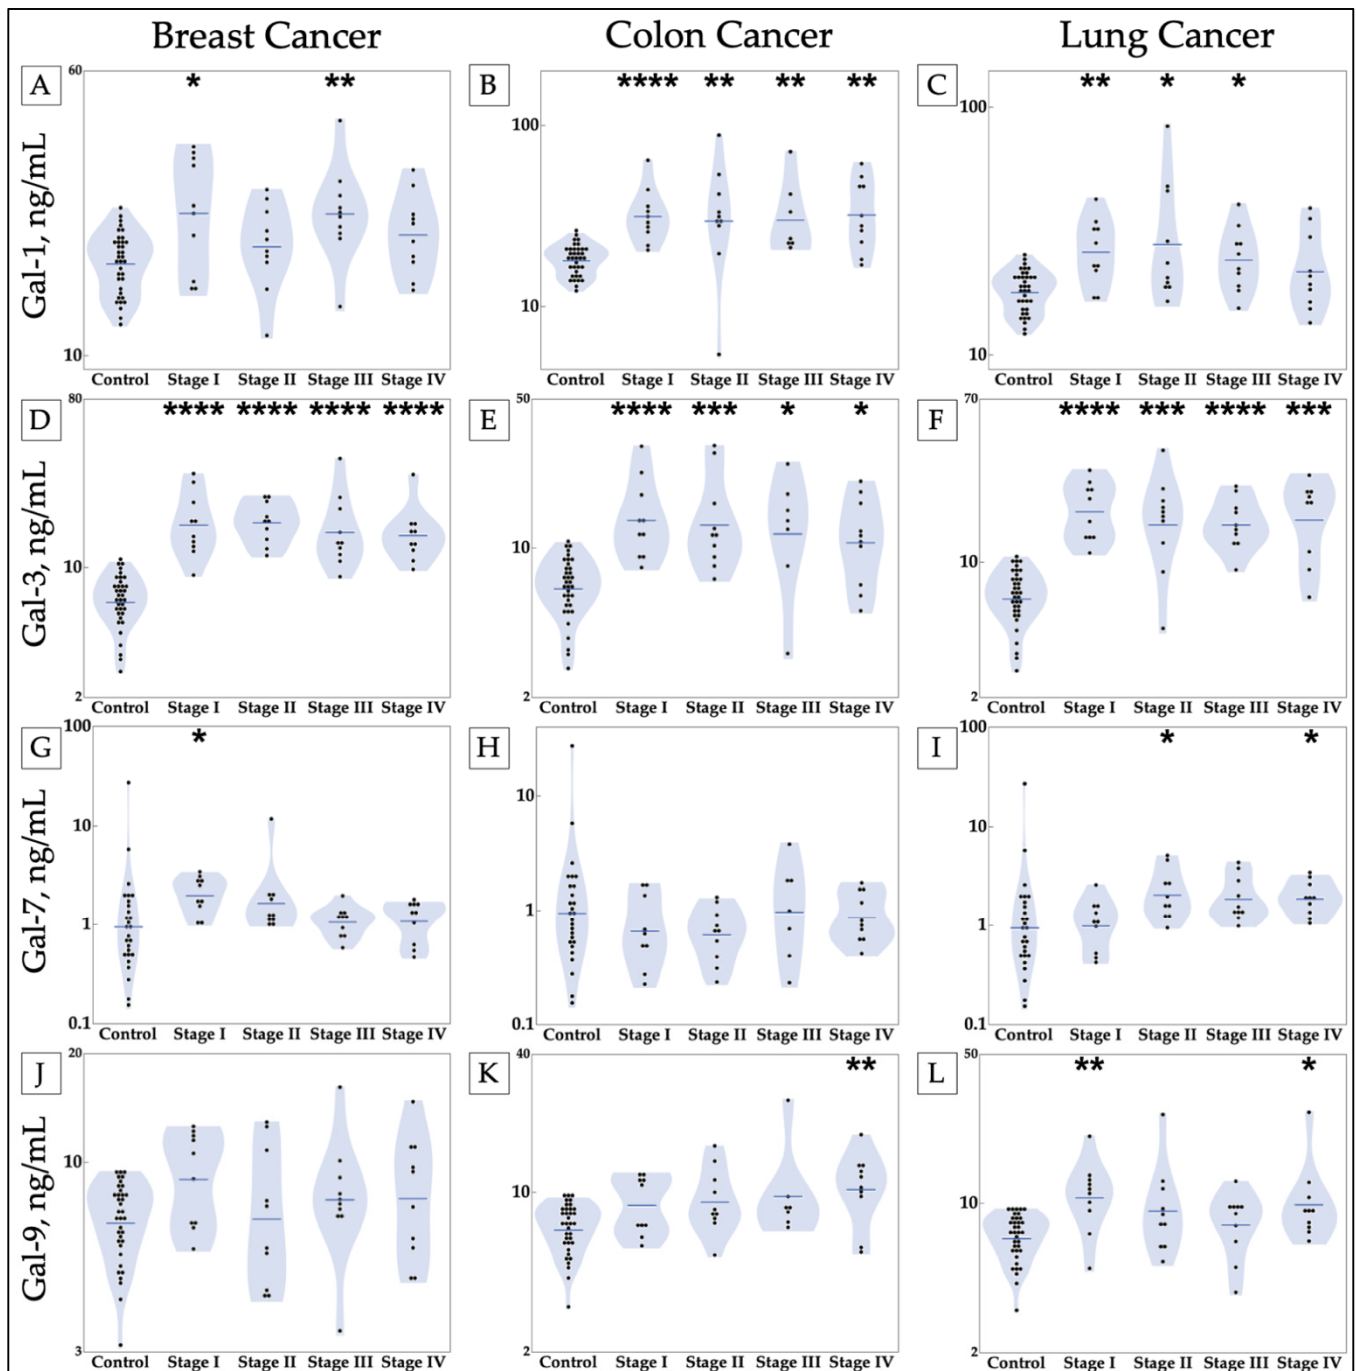 Breast Cancer Colon Cancer Lung Cancer
A B C
Gal-1, ng/mL
60 * **
**** ** ** **
** * *
100 100
10 10 10
Control Stage I Stage II Stage III Stage IV Control Stage I Stage II Stage III Stage IV Control Stage I Stage II Stage III Stage IV
D E F
Gal-3, ng/mL
80 50 70
**** **** **** **** **** *** * * **** *** **** ***
10 10 10
2 2 2
Control Stage I Stage II Stage III Stage IV Control Stage I Stage II Stage III Stage IV Control Stage I Stage II Stage III Stage IV
G H I
Gal-7, ng/mL
100 100
* * *
10 10 10
1 1 1
0.1 0.1 0.1
Control Stage I Stage II Stage III Stage IV Control Stage I Stage II Stage III Stage IV Control Stage I Stage II Stage III Stage IV
J K L
Gal-9, ng/mL
20 40 50
** ** *
10 10 10
3 2 2
Control Stage I Stage II Stage III Stage IV Control Stage I Stage II Stage III Stage IV Control Stage I Stage II Stage III Stage IV